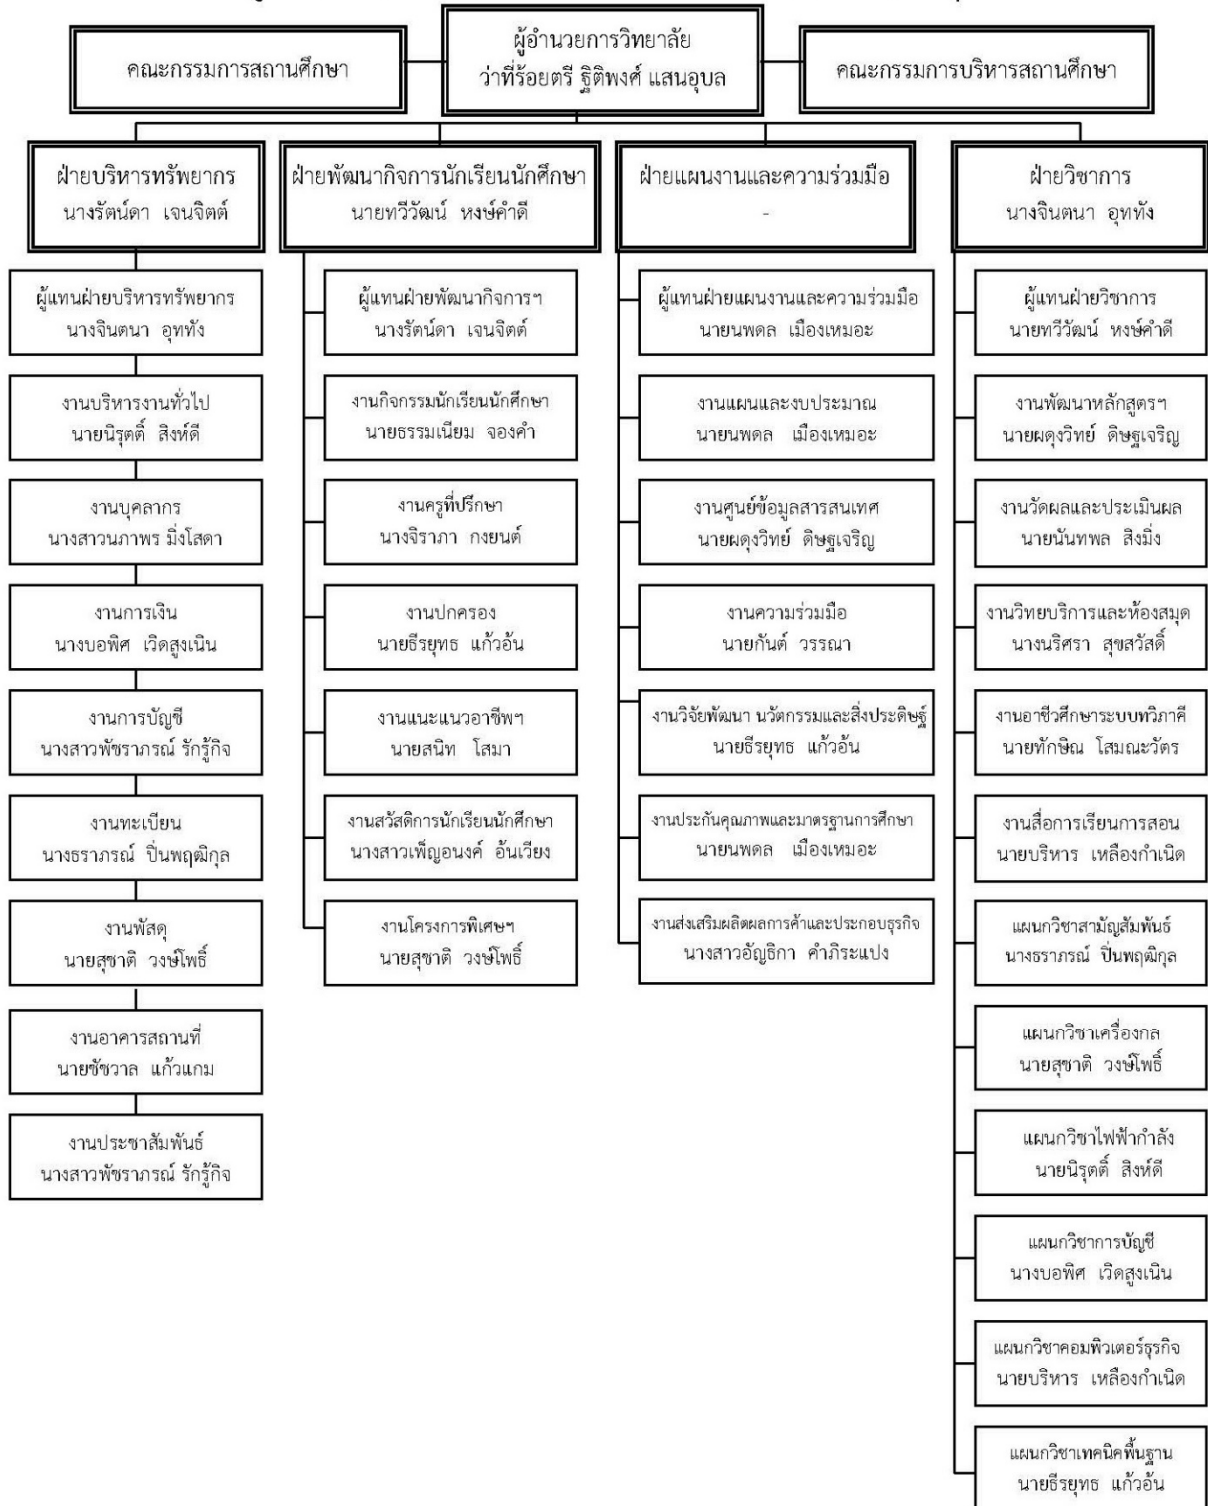 ผู้อำนวยการวิทยาลัย
ว่าที่ร้อยตรี ฐิติพงศ์ แสนอุบล
คณะกรรมการสถานศึกษา
คณะกรรมการบริหารสถานศึกษา
ฝ่ายบริหารทรัพยากร
นางรัตน์ดา เจนจิตต์
ผู้แทนฝ่ายบริหารทรัพยากร
นางจินตนา อุททัง
งานบริหารงานทั่วไป
นายนิรุตติ์ สิงห์ดี
งานบุคลากร
นางสาวนภาพร มิ่งโสดา
งานการเงิน
นางบอพิศ เวิดสูงเนิน
งานการบัญชี
นางสาวพัชราภรณ์ รักรู้กิจ
งานทะเบียน
นางธราภรณ์ ปิ่นพฤฒิกุล
งานพัสดุ
นายสุชาติ วงษ์โพธิ์
งานอาคารสถานที่
นายชัชวาล แก้วแกม
งานประชาสัมพันธ์
นางสาวพัชราภรณ์ รักรู้กิจ
ฝ่ายพัฒนากิจการนักเรียนนักศึกษา
นายทวีวัฒน์ หงษ์คำดี
ผู้แทนฝ่ายพัฒนากิจการฯ
นางรัตน์ดา เจนจิตต์
งานกิจกรรมนักเรียนนักศึกษา
นายธรรมเนียม จองคำ
งานครูที่ปรึกษา
นางจิราภา กงยนต์
งานปกครอง
นายธีรยุทธ แก้วอ้น
งานแนะแนวอาชีพฯ
นายสนิท โสมา
งานสวัสดิการนักเรียนนักศึกษา
นางสาวเพ็ญอนงค์ อ้นเวียง
งานโครงการพิเศษฯ
นายสุชาติ วงษ์โพธิ์
ฝ่ายแผนงานและความร่วมมือ
-
ผู้แทนฝ่ายแผนงานและความร่วมมือ
นายนพดล เมืองเหมอะ
งานแผนและงบประมาณ
นายนพดล เมืองเหมอะ
งานศูนย์ข้อมูลสารสนเทศ
นายผดุงวิทย์ ดิษฐเจริญ
งานความร่วมมือ
นายกันต์ วรรณา
งานวิจัยพัฒนา นวัตกรรมและสิ่งประดิษฐ์
นายธีรยุทธ แก้วอ้น
งานประกันคุณภาพและมาตรฐานการศึกษา
นายนพดล เมืองเหมอะ
งานส่งเสริมผลิตผลการค้าและประกอบธุรกิจ
นางสาวอัญธิกา คำภิระแปง
ฝ่ายวิชาการ
นางจินตนา อุททัง
ผู้แทนฝ่ายวิชาการ
นายทวีวัฒน์ หงษ์คำดี
งานพัฒนาหลักสูตรฯ
นายผดุงวิทย์ ดิษฐเจริญ
งานวัดผลและประเมินผล
นายนันทพล สิงมิ่ง
งานวิทยบริการและห้องสมุด
นางนริศรา สุขสวัสดิ์
งานอาชีวศึกษาระบบทวิภาคี
นายทักษิณ โสมณะวัตร
งานสื่อการเรียนการสอน
นายบริหาร เหลืองกำเนิด
แผนกวิชาสามัญสัมพันธ์
นางธราภรณ์ ปิ่นพฤฒิกุล
แผนกวิชาเครื่องกล
นายสุชาติ วงษ์โพธิ์
แผนกวิชาไฟฟ้ากำลัง
นายนิรุตติ์ สิงห์ดี
แผนกวิชาการบัญชี
นางบอพิศ เวิดสูงเนิน
แผนกวิชาคอมพิวเตอร์ธุรกิจ
นายบริหาร เหลืองกำเนิด
แผนกวิชาเทคนิคพื้นฐาน
นายธีรยุทธ แก้วอ้น